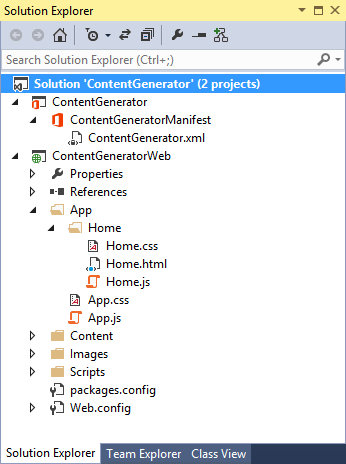 Solution Explorer
Search Solution Explorer (Ctrl+;)
Solution 'ContentGenerator' (2 projects)
ContentGenerator
ContentGeneratorManifest
ContentGenerator.xml
ContentGeneratorWeb
Properties
References
App
Home
Home.css
Home.html
Home.js
App.css
App.js
Content
Images
Scripts
packages.config
Web.config
Solution Explorer Team Explorer Class View